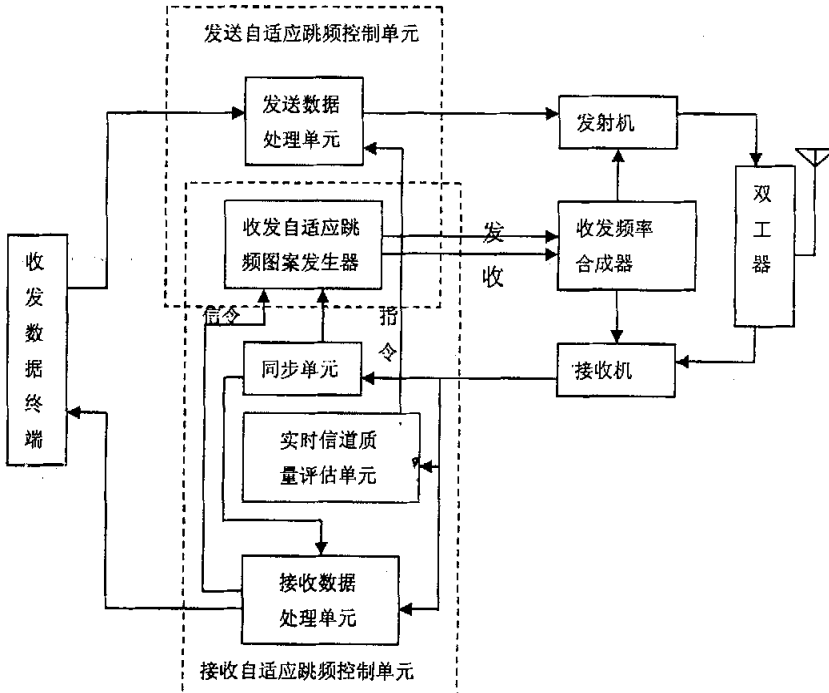 发送自适应跳频控制单元
发送数据
处理单元
发射机
双工器
收发自适应跳
频图案发生器
发
收
收发频率
合成器
收发数据终端
信令
指令
同步单元
接收机
实时信道质
量评估单元
接收数据
处理单元
接收自适应跳频控制单元